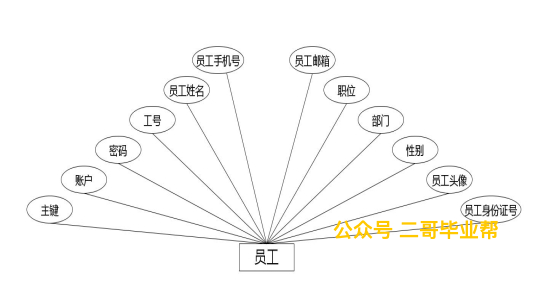 员工手机号
员工邮箱
员工姓名
职位
工号
部门
密码
性别
账户
员工头像
主键
员工身份证号
公众号 二哥毕业帮
员工